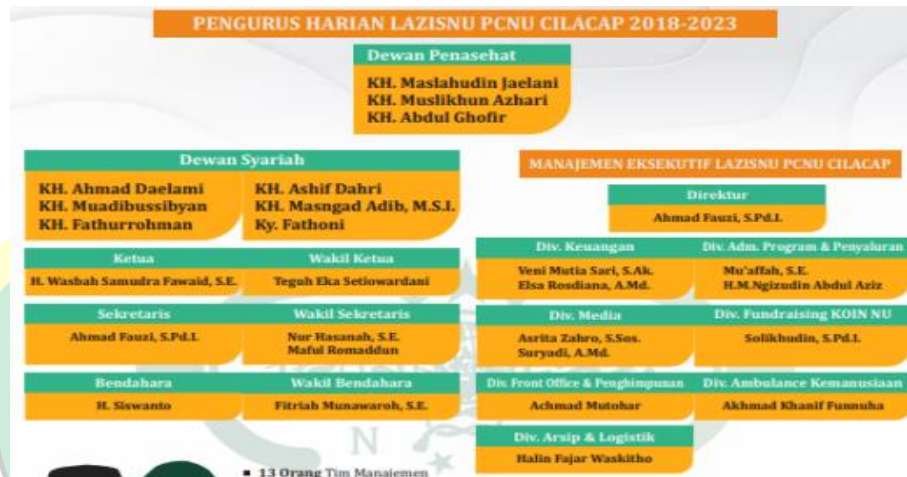 PENGURUS HARIAN LAZISNU PCNU CILACAP 2018-2023
Dewan Penasehat
KH. Maslahudin Jaelani
KH. Muslikhun Azhari
KH. Abdul Ghofir
Dewan Syariah
KH. Ahmad Daelami
KH. Muadibussibyan
KH. Fathurrohman
KH. Ashif Dahri
KH. Masngad Adib, M.S.I.
Ky. Fathoni
Ketua
H. Wasbah Samudra Fawaid, S.E.
Wakil Ketua
Teguh Eka Setiowardani
Sekretaris
Ahmad Fauzi, S.Pd.I.
Wakil Sekretaris
Nur Hasanah, S.E.
Maful Romaddun
Bendahara
H. Siswanto
Wakil Bendahara
Fitriah Munawaroh, S.E.
MANAJEMEN EKSEKUTIF LAZISNU PCNU CILACAP
Direktur
Ahmad Fauzi, S.Pd.I.
Div. Keuangan
Veni Mutia Sari, S.Ak.
Elsa Rosdiana, A.Md.
Div. Adm. Program & Penyaluran
Mu'affah, S.E.
H.M.Ngizudin Abdul Aziz
Div. Media
Asrita Zahro, S.Sos.
Suryadi, A.Md.
Div. Fundraising KOIN NU
Solikhudin, S.Pd.I.
Div. Front Office & Penghimpunan
Achmad Mutohar
Div. Ambulance Kemanusiaan
Akhmad Khanif Funnuha
Div. Arsip & Logistik
Halin Fajar Waskitho
N
13 Orang Tim Manajemen